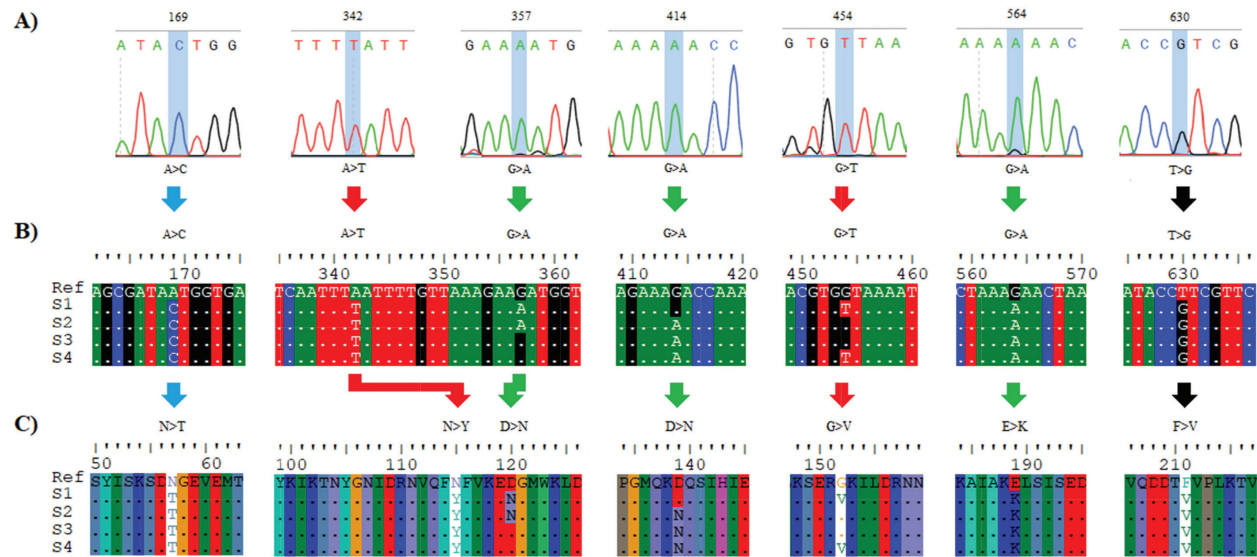 A)
169 342 357 414 454 564 630
A T A C T G G T T T T A T T G A A A A T G A A A A A C C G T G T T A A A A A A A A C A C C G T C G
A>C A>T G>A G>A G>T G>A T>G
B)
A>C A>T G>A G>A G>T G>A T>G
170 340 350 360 410 420 450 460 560 570 630
Ref AGCGATAATGGTGA TCAATTTAATTTTGTTAAAGAAGATGGT AGAAAGACCAAA ACGTGGTAAAAT CTAAAGAACTAA ATACCTTCGTTC
S1 C T A T A G
S2 C T A A A G
S3 C T A A G
S4 C T A T A G
C)
N>T N>Y D>N D>N G>V E>K F>V
50 60 100 110 120 140 150 190 210
Ref SYISKSDNGEVEMT YKIKTNYGNIDRNVQFNFVKEDGMWKLD PGMQKDQSIHIE KSERGKILDRNN KAIAKELSISED VQDDTFVPLKTV
S1 T Y N V K V
S2 T Y N N K V
S3 T Y N K V
S4 T Y N V K V